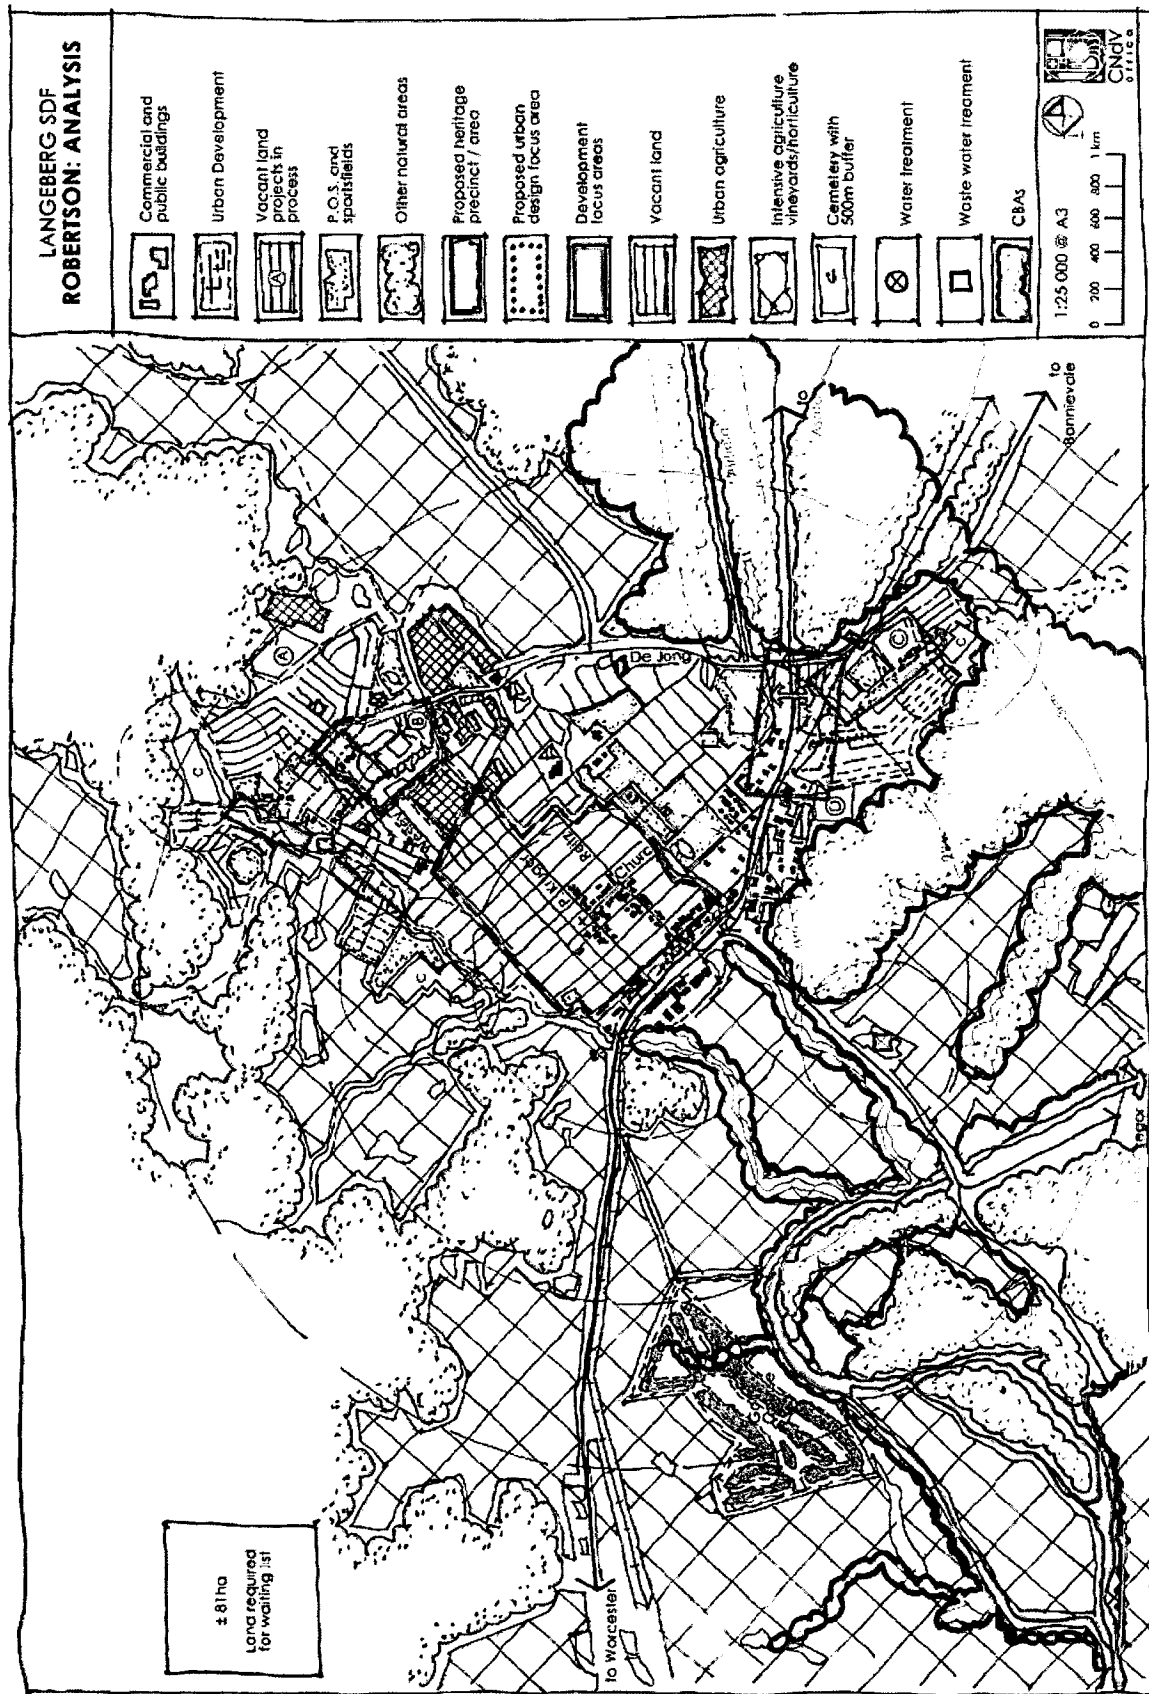 LANGEBERG SDF
ROBERTSON: ANALYSIS
Commercial and
public buildings
Urban Development
Vacant land
projects in
process
A
P.O.S. and
sportsfields
Other natural areas
Proposed heritage
precinct / area
Proposed urban
design focus area
Development
focus areas
Vacant land
Urban agriculture
Intensive agriculture
vineyards/horticulture
Cemetery with
500m buffer
c
Water treatment
Waste water treatment
CBAs
1:25 000 @ A3
0 200 400 600 800 1 km
CNdV
africa
± 81ha
Land required
for waiting list
to Worcester
to
Bonnievale
to
De Jong
Church
A
B
C
D
c
c
c